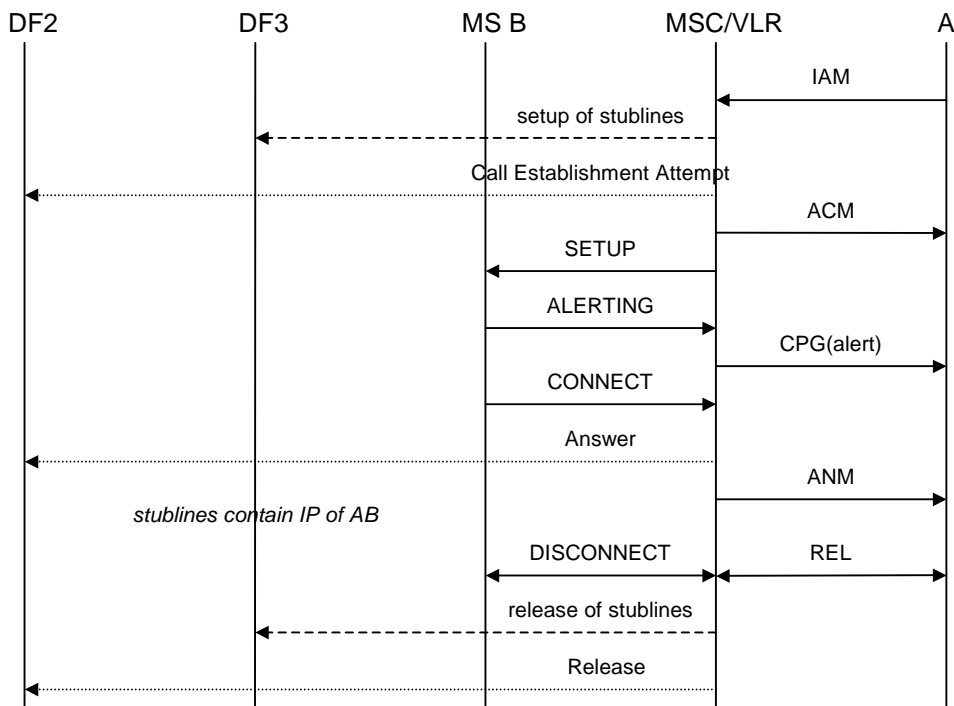 DF2 DF3 MS B MSC/VLR A
IAM
setup of stublines
Call Establishment Attempt
ACM
SETUP
ALERTING
CPG(alert)
CONNECT
Answer
ANM
stublines contain IP of AB
DISCONNECT REL
release of stublines
Release